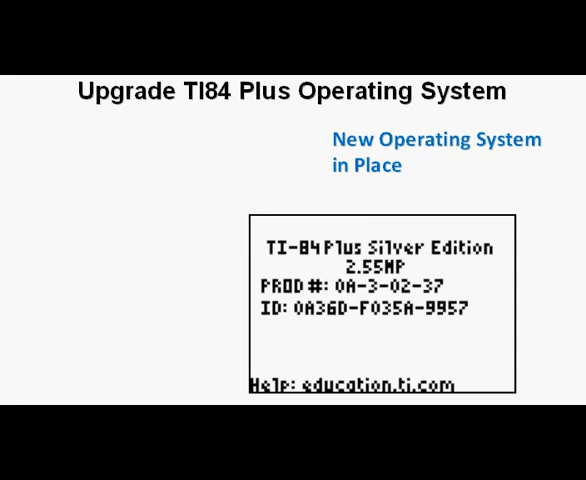 Upgrade TI84 Plus Operating System
New Operating System
in Place
TI-84 Plus Silver Edition
2.55MP
PROD #: 0A-3-02-37
ID: 0A36D-F035A-9957
Help: education.ti.com